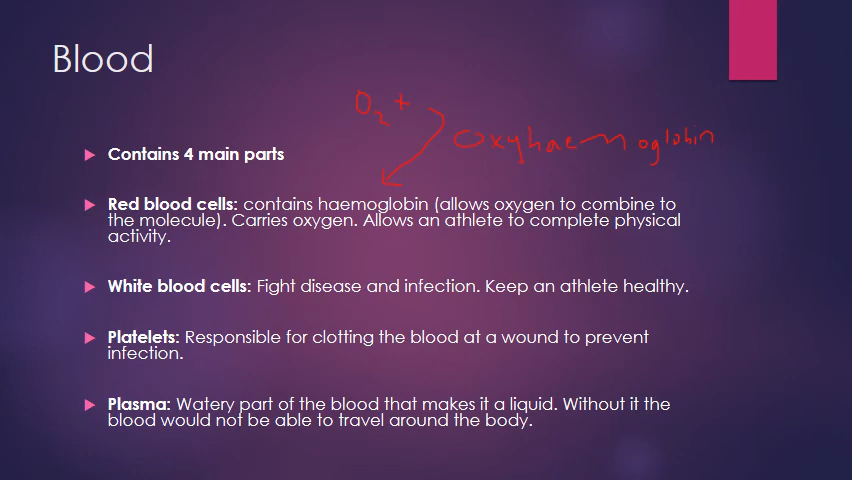 Blood
O2 +
Oxyhaemoglobin
Contains 4 main parts
Red blood cells: contains haemoglobin (allows oxygen to combine to
the molecule). Carries oxygen. Allows an athlete to complete physical
activity.
White blood cells: Fight disease and infection. Keep an athlete healthy.
Platelets: Responsible for clotting the blood at a wound to prevent
infection.
Plasma: Watery part of the blood that makes it a liquid. Without it the
blood would not be able to travel around the body.